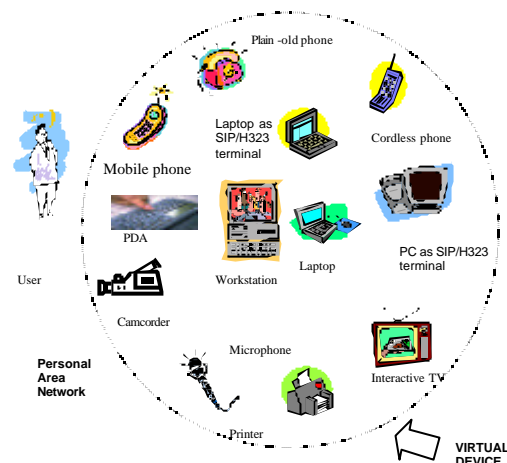 Plain -old phone
Laptop as
SIP/H323
terminal
Cordless phone
Mobile phone
PDA
Workstation
Laptop
PC as SIP/H323
terminal
User
Camcorder
Microphone
Interactive TV
Personal
Area
Network
Printer
VIRTUAL
DEVICE